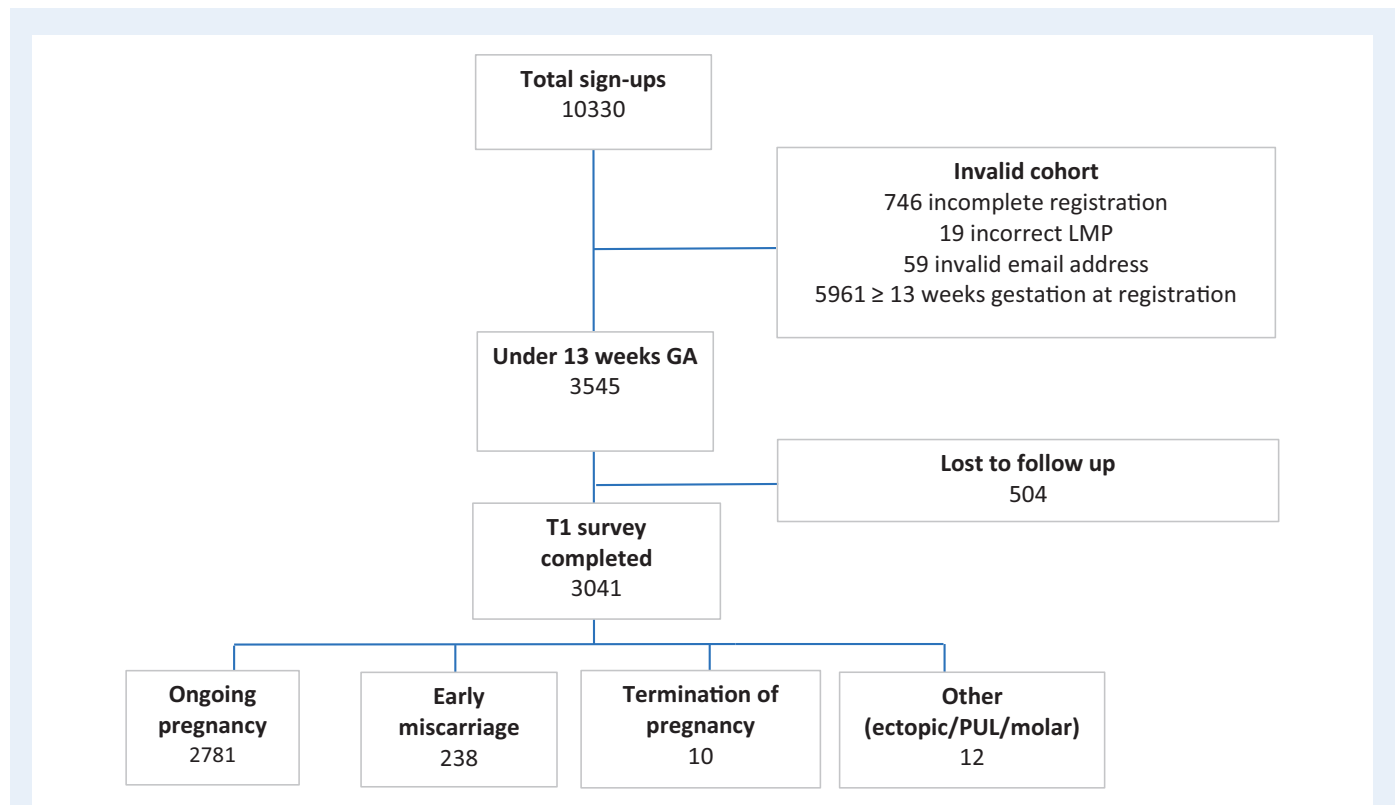 Total sign-ups
10330
Invalid cohort
746 incomplete registration
19 incorrect LMP
59 invalid email address
5961 ≥ 13 weeks gestation at registration
Under 13 weeks GA
3545
Lost to follow up
504
T1 survey
completed
3041
Ongoing
pregnancy
2781
Early
miscarriage
238
Termination of
pregnancy
10
Other
(ectopic/PUL/molar)
12